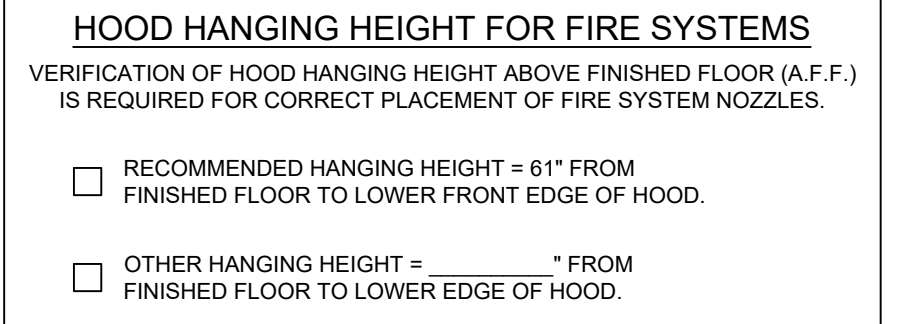 HOOD HANGING HEIGHT FOR FIRE SYSTEMS
VERIFICATION OF HOOD HANGING HEIGHT ABOVE FINISHED FLOOR (A.F.F.)
IS REQUIRED FOR CORRECT PLACEMENT OF FIRE SYSTEM NOZZLES.
RECOMMENDED HANGING HEIGHT = 61" FROM
FINISHED FLOOR TO LOWER FRONT EDGE OF HOOD.
OTHER HANGING HEIGHT = __________" FROM
FINISHED FLOOR TO LOWER EDGE OF HOOD.